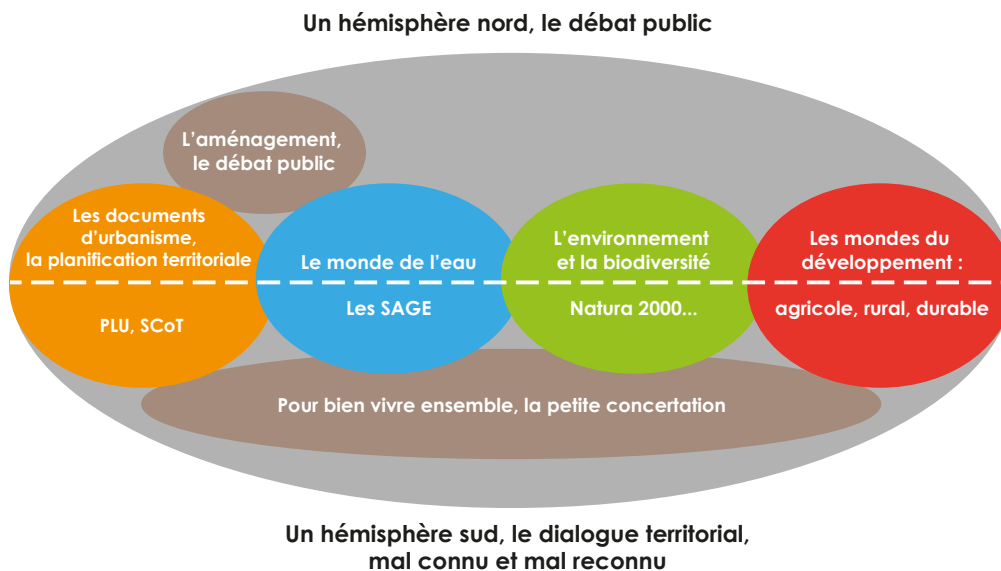 Un hémisphère nord, le débat public
L'aménagement,
le débat public
Les documents
d'urbanisme,
la planification territoriale
PLU, SCoT
Le monde de l'eau
Les SAGE
L'environnement
et la biodiversité
Natura 2000...
Les mondes du
développement :
agricole, rural, durable
Pour bien vivre ensemble, la petite concertation
Un hémisphère sud, le dialogue territorial,
mal connu et mal reconnu